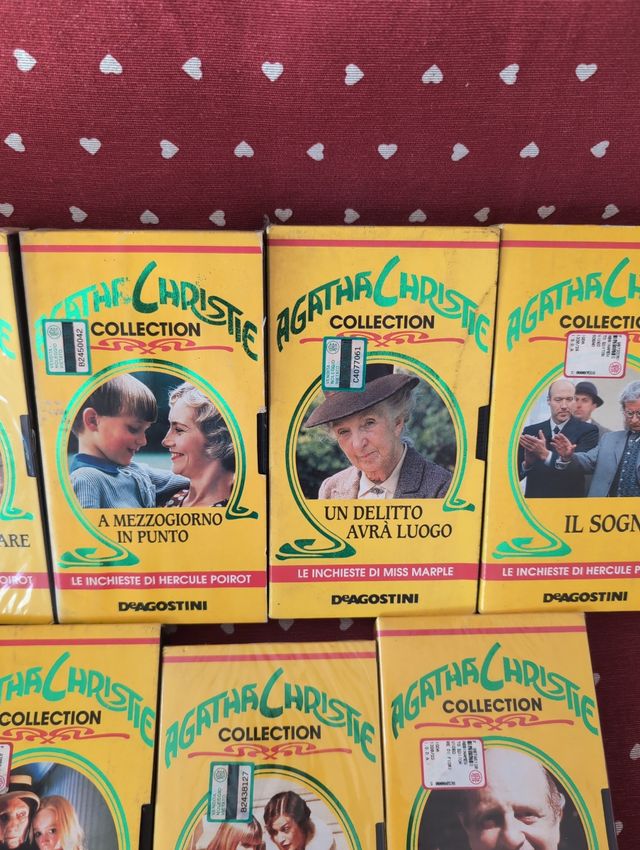 AGATHA CHRISTIE
COLLECTION
B2450042
A MEZZOGIORNO
IN PUNTO
LE INCHIESTE DI HERCULE POIROT
DeAGOSTINI
AGATHA CHRISTIE
COLLECTION
C4077061
UN DELITTO
AVRÀ LUOGO
LE INCHIESTE DI MISS MARPLE
DeAGOSTINI
AGATHA CHRISTIE
COLLECTION
IL SOGN
LE INCHIESTE DI HERCULE P
DeAGOSTINI
ARE
POIROT
THA CHRISTIE
COLLECTION
AGATHA CHRISTIE
COLLECTION
B2438127
AGATHA CHRISTIE
COLLECTION